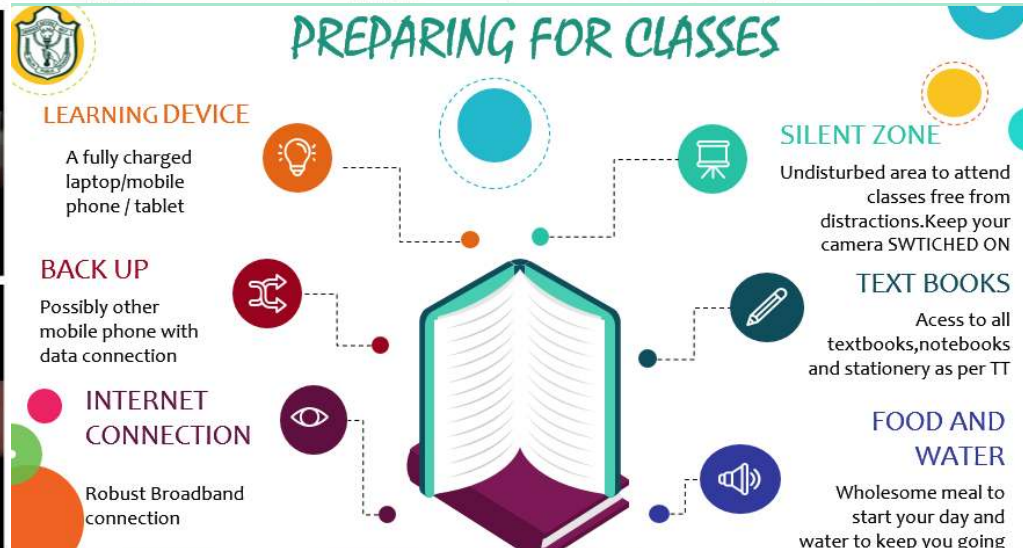 PREPARING FOR CLASSES
LEARNING DEVICE
A fully charged
laptop/mobile
phone / tablet
BACK UP
Possibly other
mobile phone with
data connection
INTERNET
CONNECTION
Robust Broadband
connection
SILENT ZONE
Undisturbed area to attend
classes free from
distractions.Keep your
camera SWTICHED ON
TEXT BOOKS
Acess to all
textbooks,notebooks
and stationery as per TT
FOOD AND
WATER
Wholesome meal to
start your day and
water to keep you going